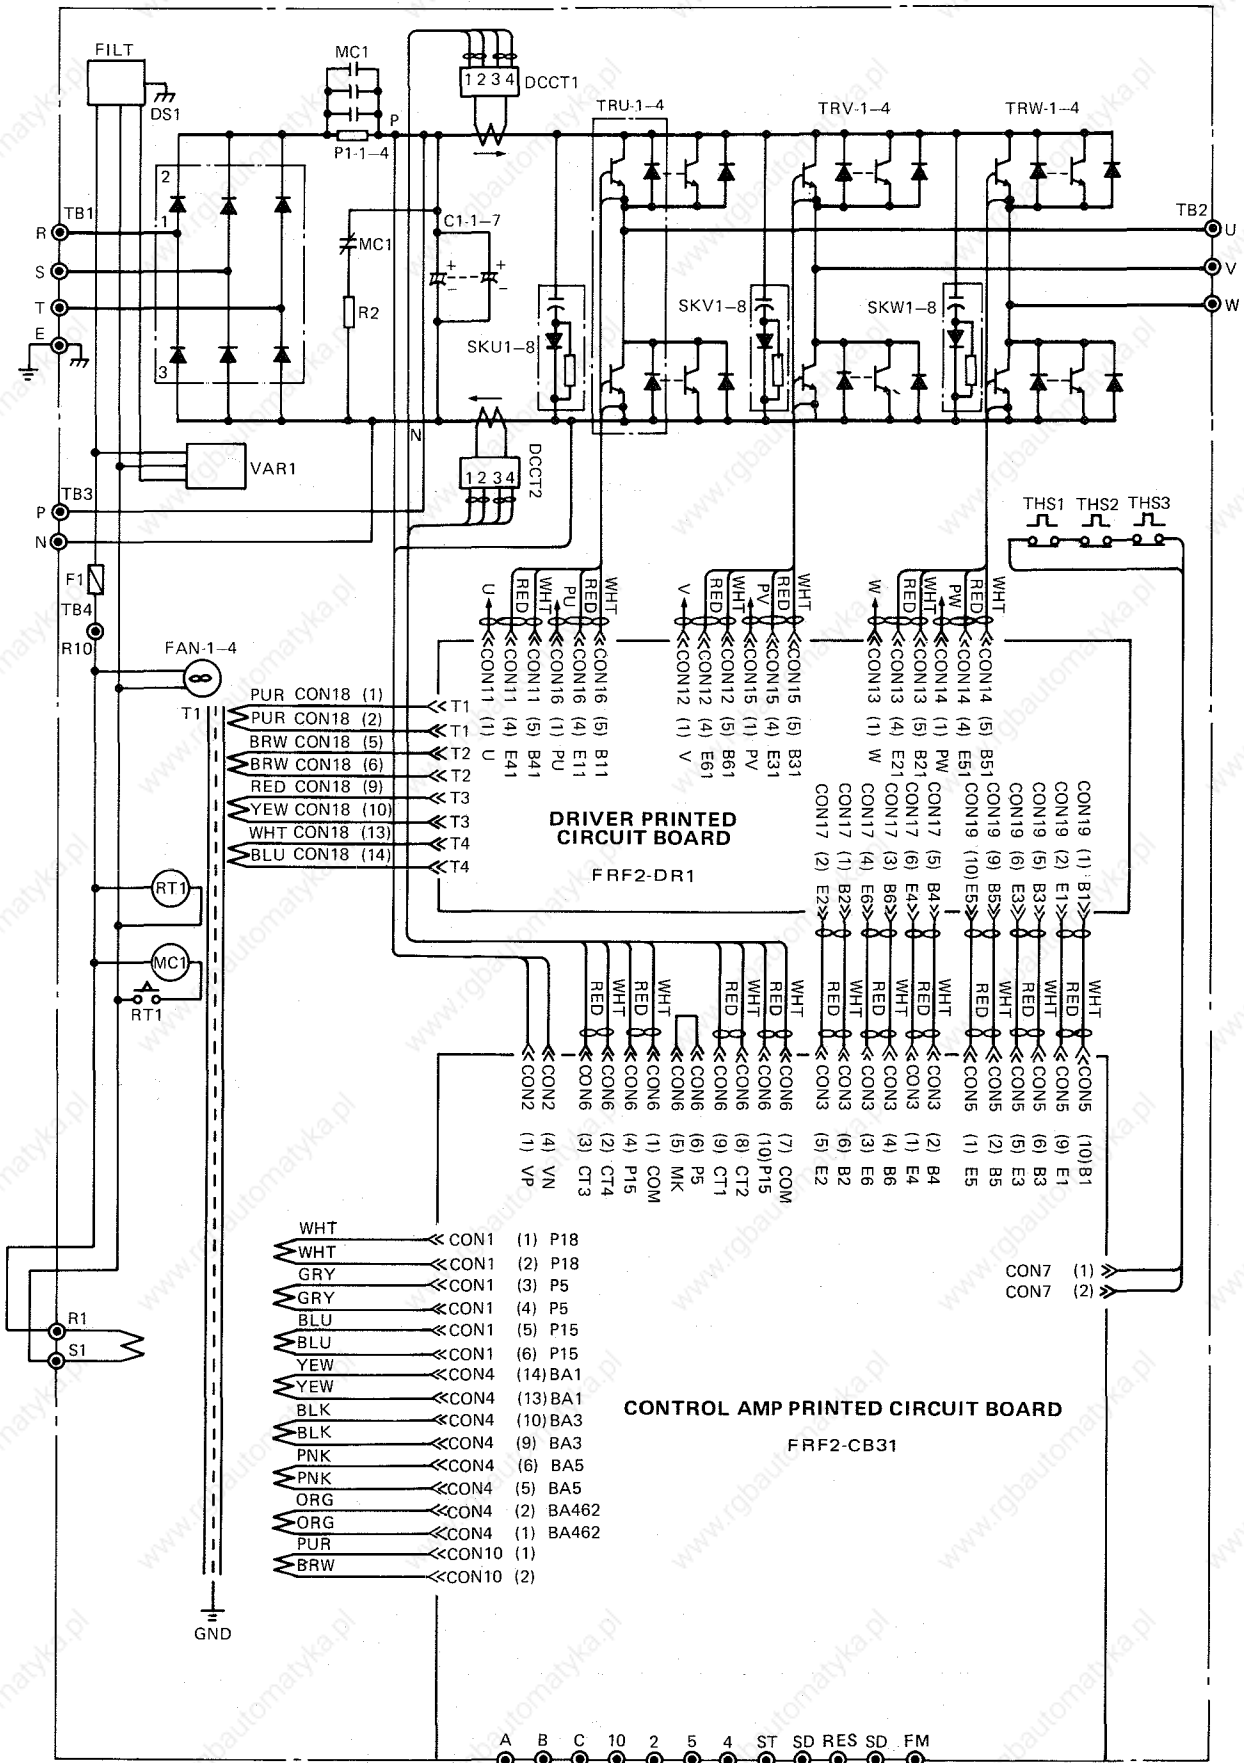 FILT
DS1
MC1
P
P1-1-4
1 2 3 4
DCCT1
TRU-1-4
TRV-1-4
TRW-1-4
2
1
3
TB1
R
S
T
E
MC1
C1-1-7
+
-
+
-
R2
SKU1-8
SKV1-8
SKW1-8
TB2
U
V
W
N
1 2 3 4
DCCT2
VAR1
TB3
P
N
F1
TB4
R10
THS1 THS2 THS3
FAN-1-4
T1
U
RED
WHT
PU
RED
WHT
V
RED
WHT
PV
RED
WHT
W
RED
WHT
PW
RED
WHT
CON11 (1) U
CON11 (4) E41
CON11 (5) B41
CON16 (1) PU
CON16 (4) E11
CON16 (5) B11
CON12 (1) V
CON12 (4) E61
CON12 (5) B61
CON15 (1) PV
CON15 (4) E31
CON15 (5) B31
CON13 (1) W
CON13 (4) E21
CON13 (5) B21
CON14 (1) PW
CON14 (4) E51
CON14 (5) B51
PUR CON18 (1) T1
PUR CON18 (2) T1
BRW CON18 (5) T2
BRW CON18 (6) T2
RED CON18 (9) T3
YEW CON18 (10) T3
WHT CON18 (13) T4
BLU CON18 (14) T4
DRIVER PRINTED
CIRCUIT BOARD
FRF2-DR1
CON17 (2) E2
CON17 (1) B2
CON17 (4) E6
CON17 (3) B6
CON17 (6) E4
CON17 (5) B4
CON19 (10) E5
CON19 (9) B5
CON19 (6) E3
CON19 (5) B3
CON19 (2) E1
CON19 (1) B1
RT1
MC1
RT1
RED
WHT
RED
WHT
RED
WHT
RED
WHT
RED
WHT
RED
WHT
RED
WHT
RED
WHT
RED
WHT
RED
WHT
CON2 (1) VP
CON2 (4) VN
CON6 (3) CT3
CON6 (2) CT4
CON6 (4) P15
CON6 (1) COM
CON6 (5) MK
CON6 (6) P5
CON6 (9) CT1
CON6 (8) CT2
CON6 (10) P15
CON6 (7) COM
CON3 (5) E2
CON3 (6) B2
CON3 (3) E6
CON3 (4) B6
CON3 (1) E4
CON3 (2) B4
CON5 (1) E5
CON5 (2) B5
CON5 (5) E3
CON5 (6) B3
CON5 (9) E1
CON5 (10) B1
WHT CON1 (1) P18
WHT CON1 (2) P18
GRY CON1 (3) P5
GRY CON1 (4) P5
BLU CON1 (5) P15
BLU CON1 (6) P15
YEW CON4 (14) BA1
YEW CON4 (13) BA1
BLK CON4 (10) BA3
BLK CON4 (9) BA3
PNK CON4 (6) BA5
PNK CON4 (5) BA5
ORG CON4 (2) BA462
ORG CON4 (1) BA462
PUR CON10 (1)
BRW CON10 (2)
CON7 (1)
CON7 (2)
R1
S1
CONTROL AMP PRINTED CIRCUIT BOARD
FRF2-CB31
GND
A B C 10 2 5 4 ST SD RES SD FM
www.rgbautomatyka.pl